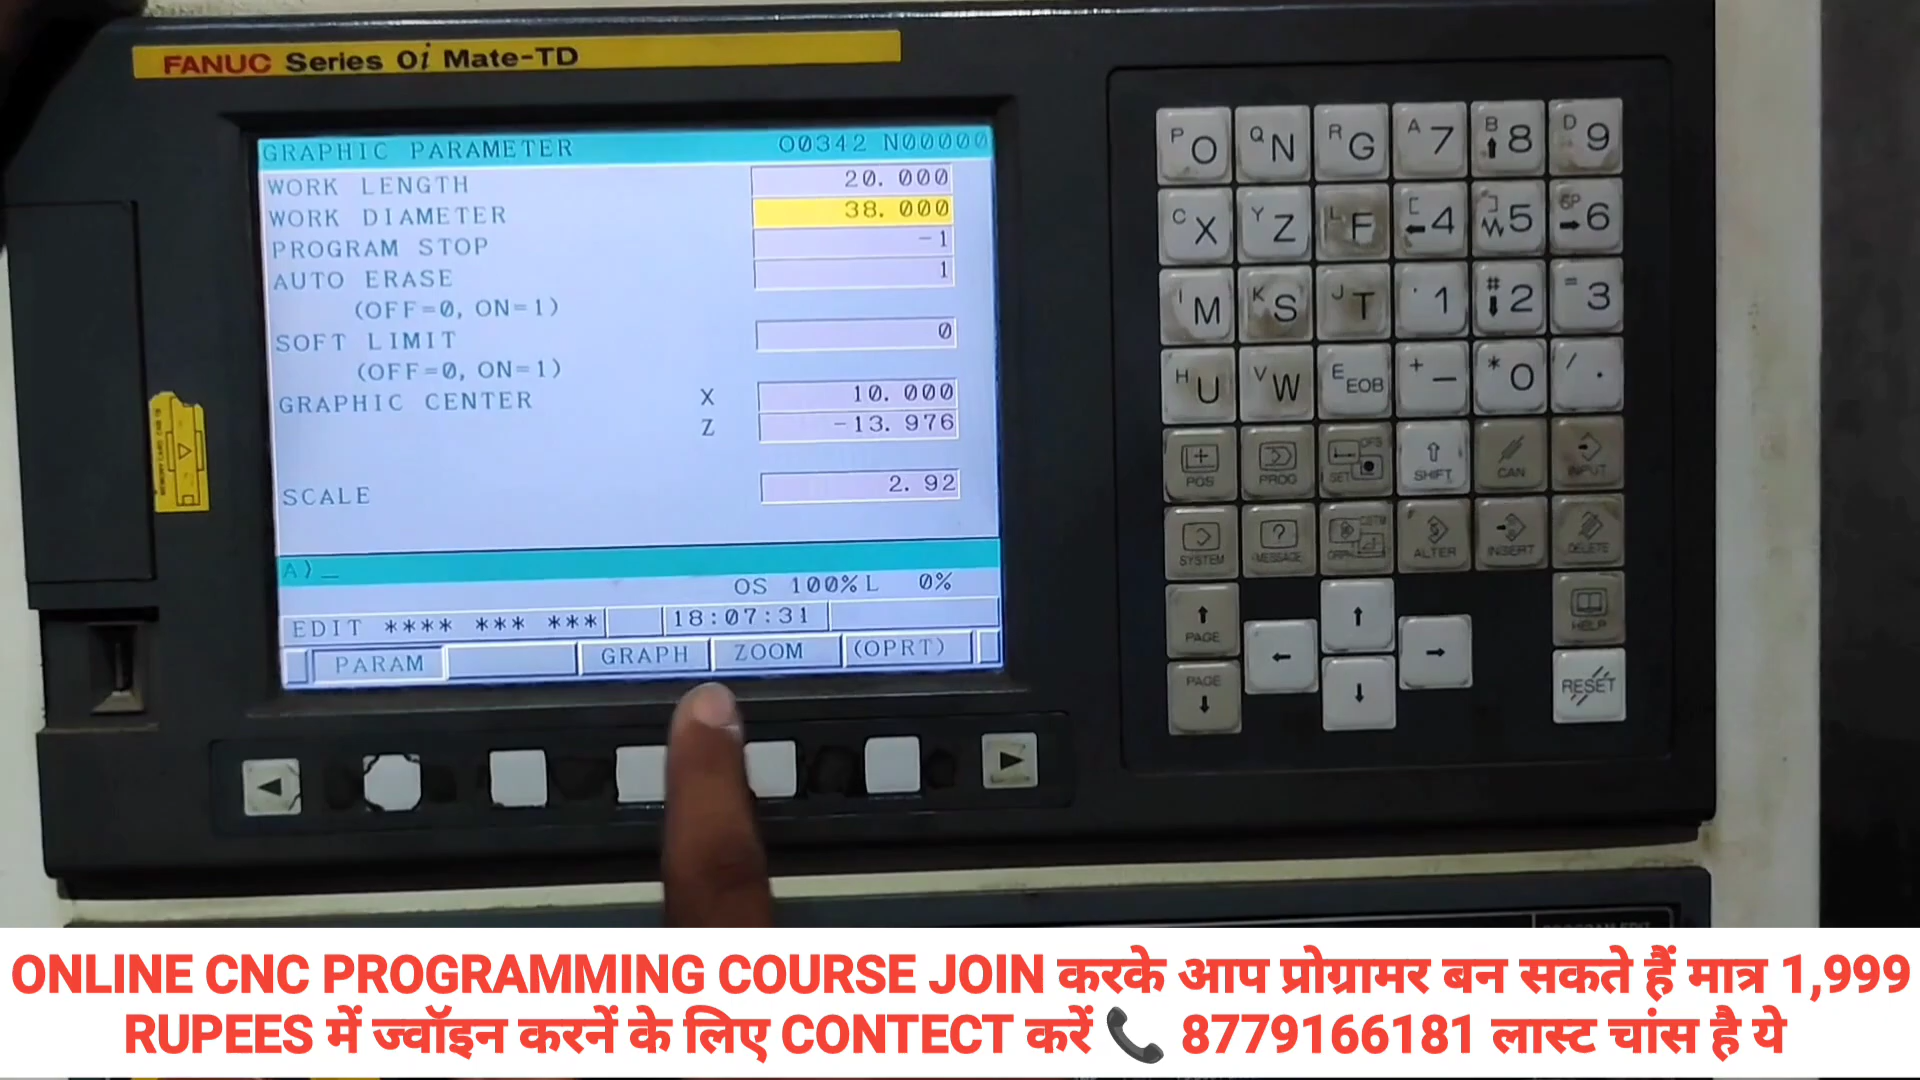 FANUC Series 0i Mate-TD
GRAPHIC PARAMETER O0342 N00000
WORK LENGTH 20.000
WORK DIAMETER 38.000
PROGRAM STOP -1
AUTO ERASE 1
(OFF=0, ON=1)
SOFT LIMIT 0
(OFF=0, ON=1)
GRAPHIC CENTER X 10.000
Z -13.976
SCALE 2.92
A)_
OS 100% L 0%
EDIT **** *** *** 18:07:31
PARAM GRAPH ZOOM (OPRT)
P O Q N R G A 7 B 8 D 9
C X Y Z L F [ 4 ] 5 SP 6
I M K S J T , 1 # 2 = 3
H U V W E EOB + - * 0 / .
POS PROG OFS SET SHIFT CAN INPUT
SYSTEM MESSAGE CSTM GRPH ALTER INSERT DELETE
PAGE HELP
PAGE RESET
ONLINE CNC PROGRAMMING COURSE JOIN करके आप प्रोग्रामर बन सकते हैं मात्र 1,999
RUPEES में ज्वॉइन करनें के लिए CONTECT करें 📞 8779166181 लास्ट चांस है ये